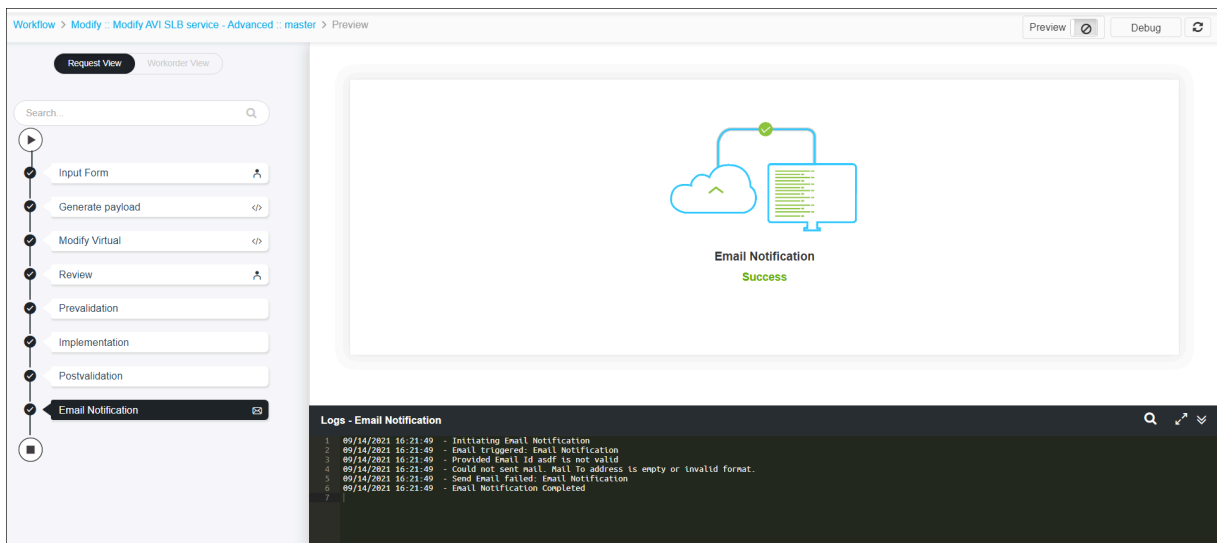 Workflow > Modify :: Modify AVI SLB service - Advanced :: master > Preview
Preview
Debug
Request View
Workorder View
Search...
Input Form
Generate payload
</>
Modify Virtual
</>
Review
Prevalidation
Implementation
Postvalidation
Email Notification
Email Notification
Success
Logs - Email Notification
1 09/14/2021 16:21:49 - Initiating Email Notification
2 09/14/2021 16:21:49 - Email triggered: Email Notification
3 09/14/2021 16:21:49 - Provided Email Id asdf is not valid
4 09/14/2021 16:21:49 - Could not sent mail. Mail To address is empty or invalid format.
5 09/14/2021 16:21:49 - Send Email failed: Email Notification
6 09/14/2021 16:21:49 - Email Notification Completed
7